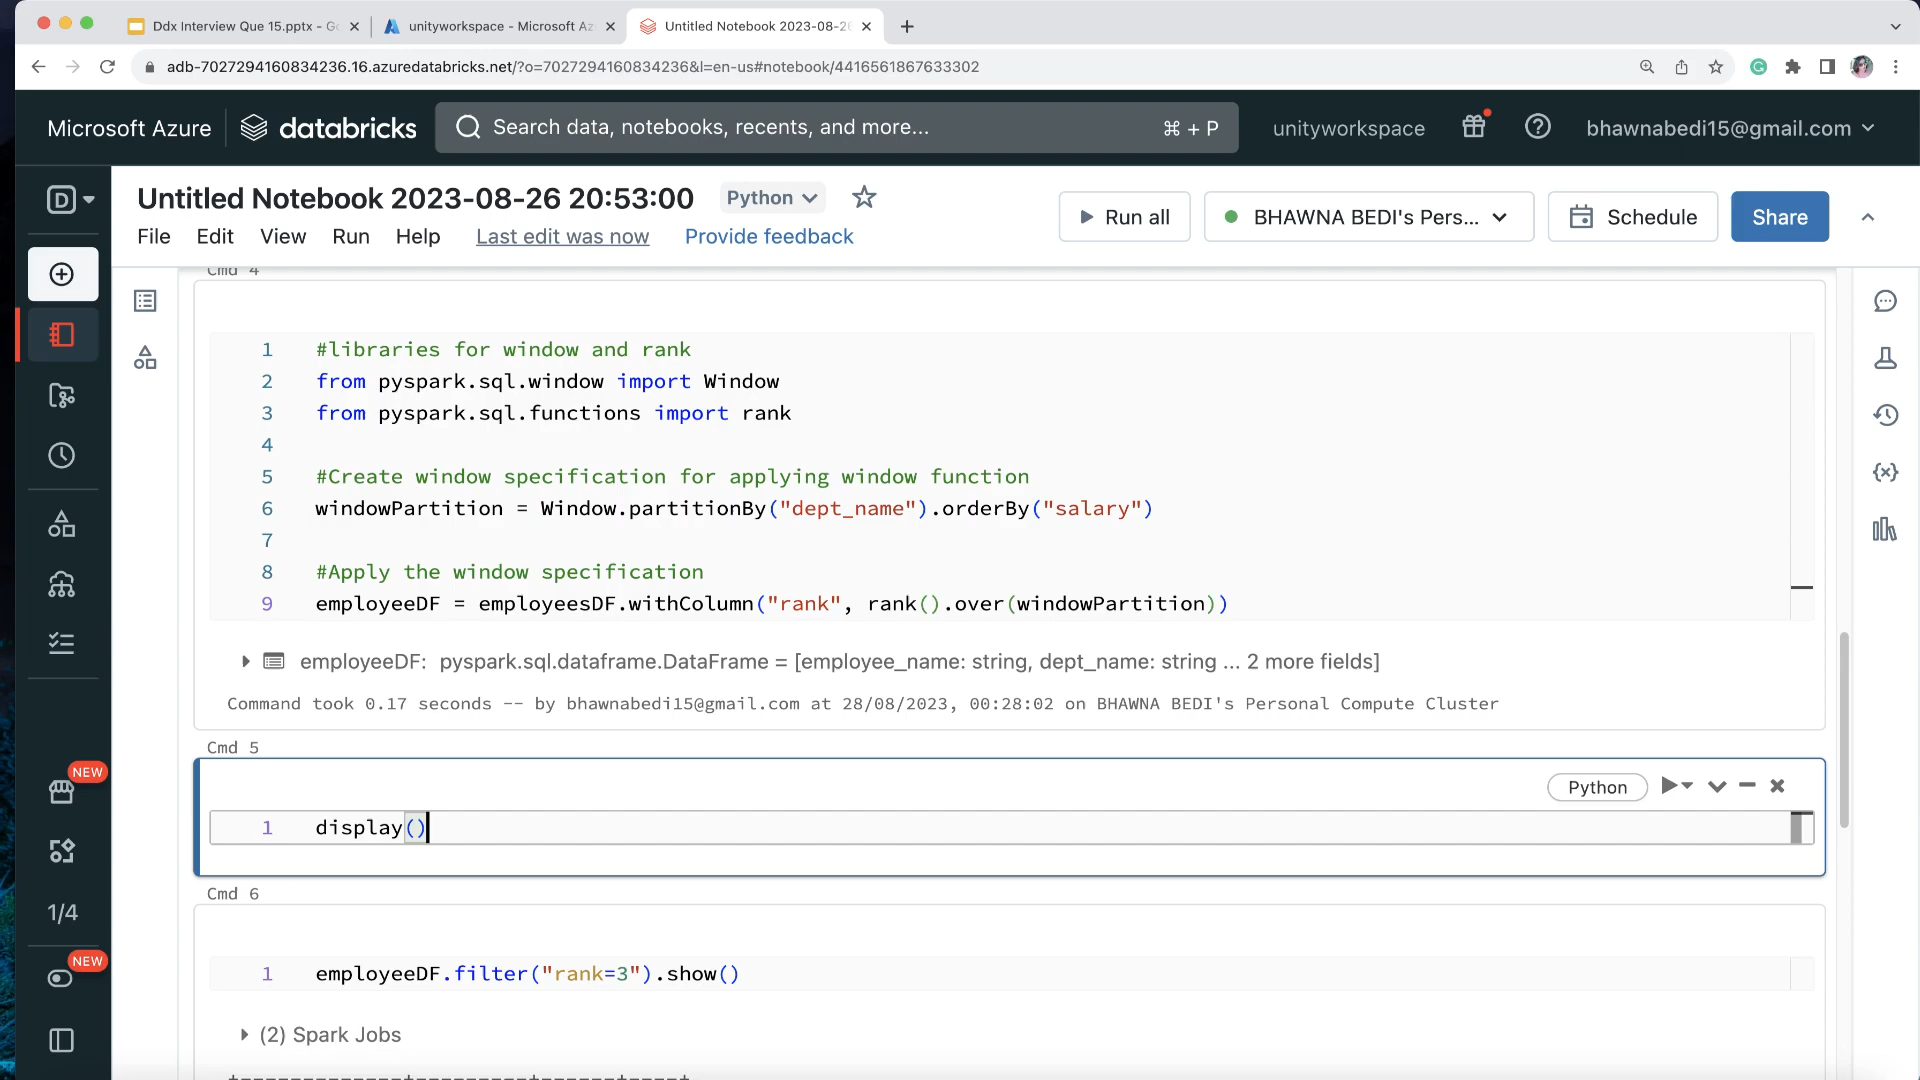 Ddx Interview Que 15.pptx - G
unityworkspace - Microsoft Az
Untitled Notebook 2023-08-2
adb-7027294160834236.16.azuredatabricks.net/?o=7027294160834236&l=en-us#notebook/4416561867633302
Microsoft Azure
databricks
Search data, notebooks, recents, and more...
⌘ + P
unityworkspace
bhawnabedi15@gmail.com
D
Untitled Notebook 2023-08-26 20:53:00
Python
File Edit View Run Help Last edit was now Provide feedback
Run all
BHAWNA BEDI's Pers...
Schedule
Share
Cmd 4
1 #libraries for window and rank
2 from pyspark.sql.window import Window
3 from pyspark.sql.functions import rank
4
5 #Create window specification for applying window function
6 windowPartition = Window.partitionBy("dept_name").orderBy("salary")
7
8 #Apply the window specification
9 employeeDF = employeesDF.withColumn("rank", rank().over(windowPartition))
employeeDF: pyspark.sql.dataframe.DataFrame = [employee_name: string, dept_name: string ... 2 more fields]
Command took 0.17 seconds -- by bhawnabedi15@gmail.com at 28/08/2023, 00:28:02 on BHAWNA BEDI's Personal Compute Cluster
Cmd 5
Python
1 display()
Cmd 6
1 employeeDF.filter("rank=3").show()
(2) Spark Jobs
NEW
1/4
NEW